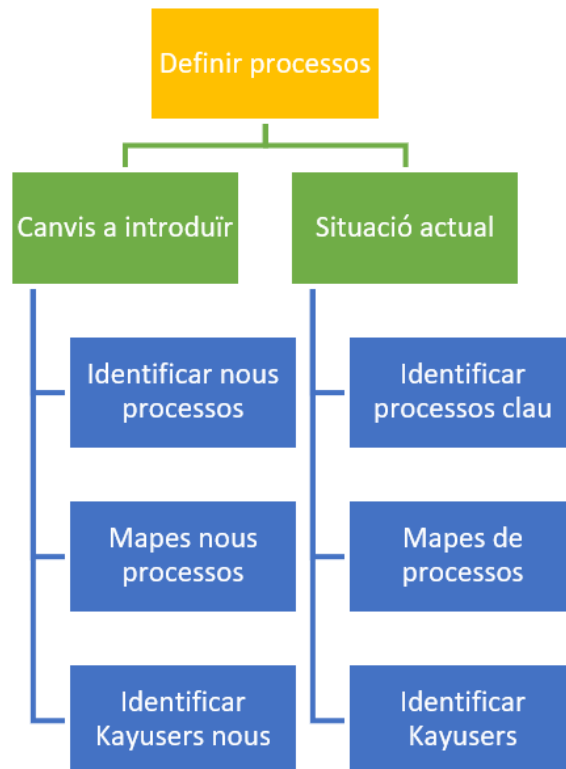 Definir processos
Canvis a introduïr
Situació actual
Identificar nous
processos
Identificar
processos clau
Mapes nous
processos
Mapes de
processos
Identificar
Kayusers nous
Identificar
Kayusers